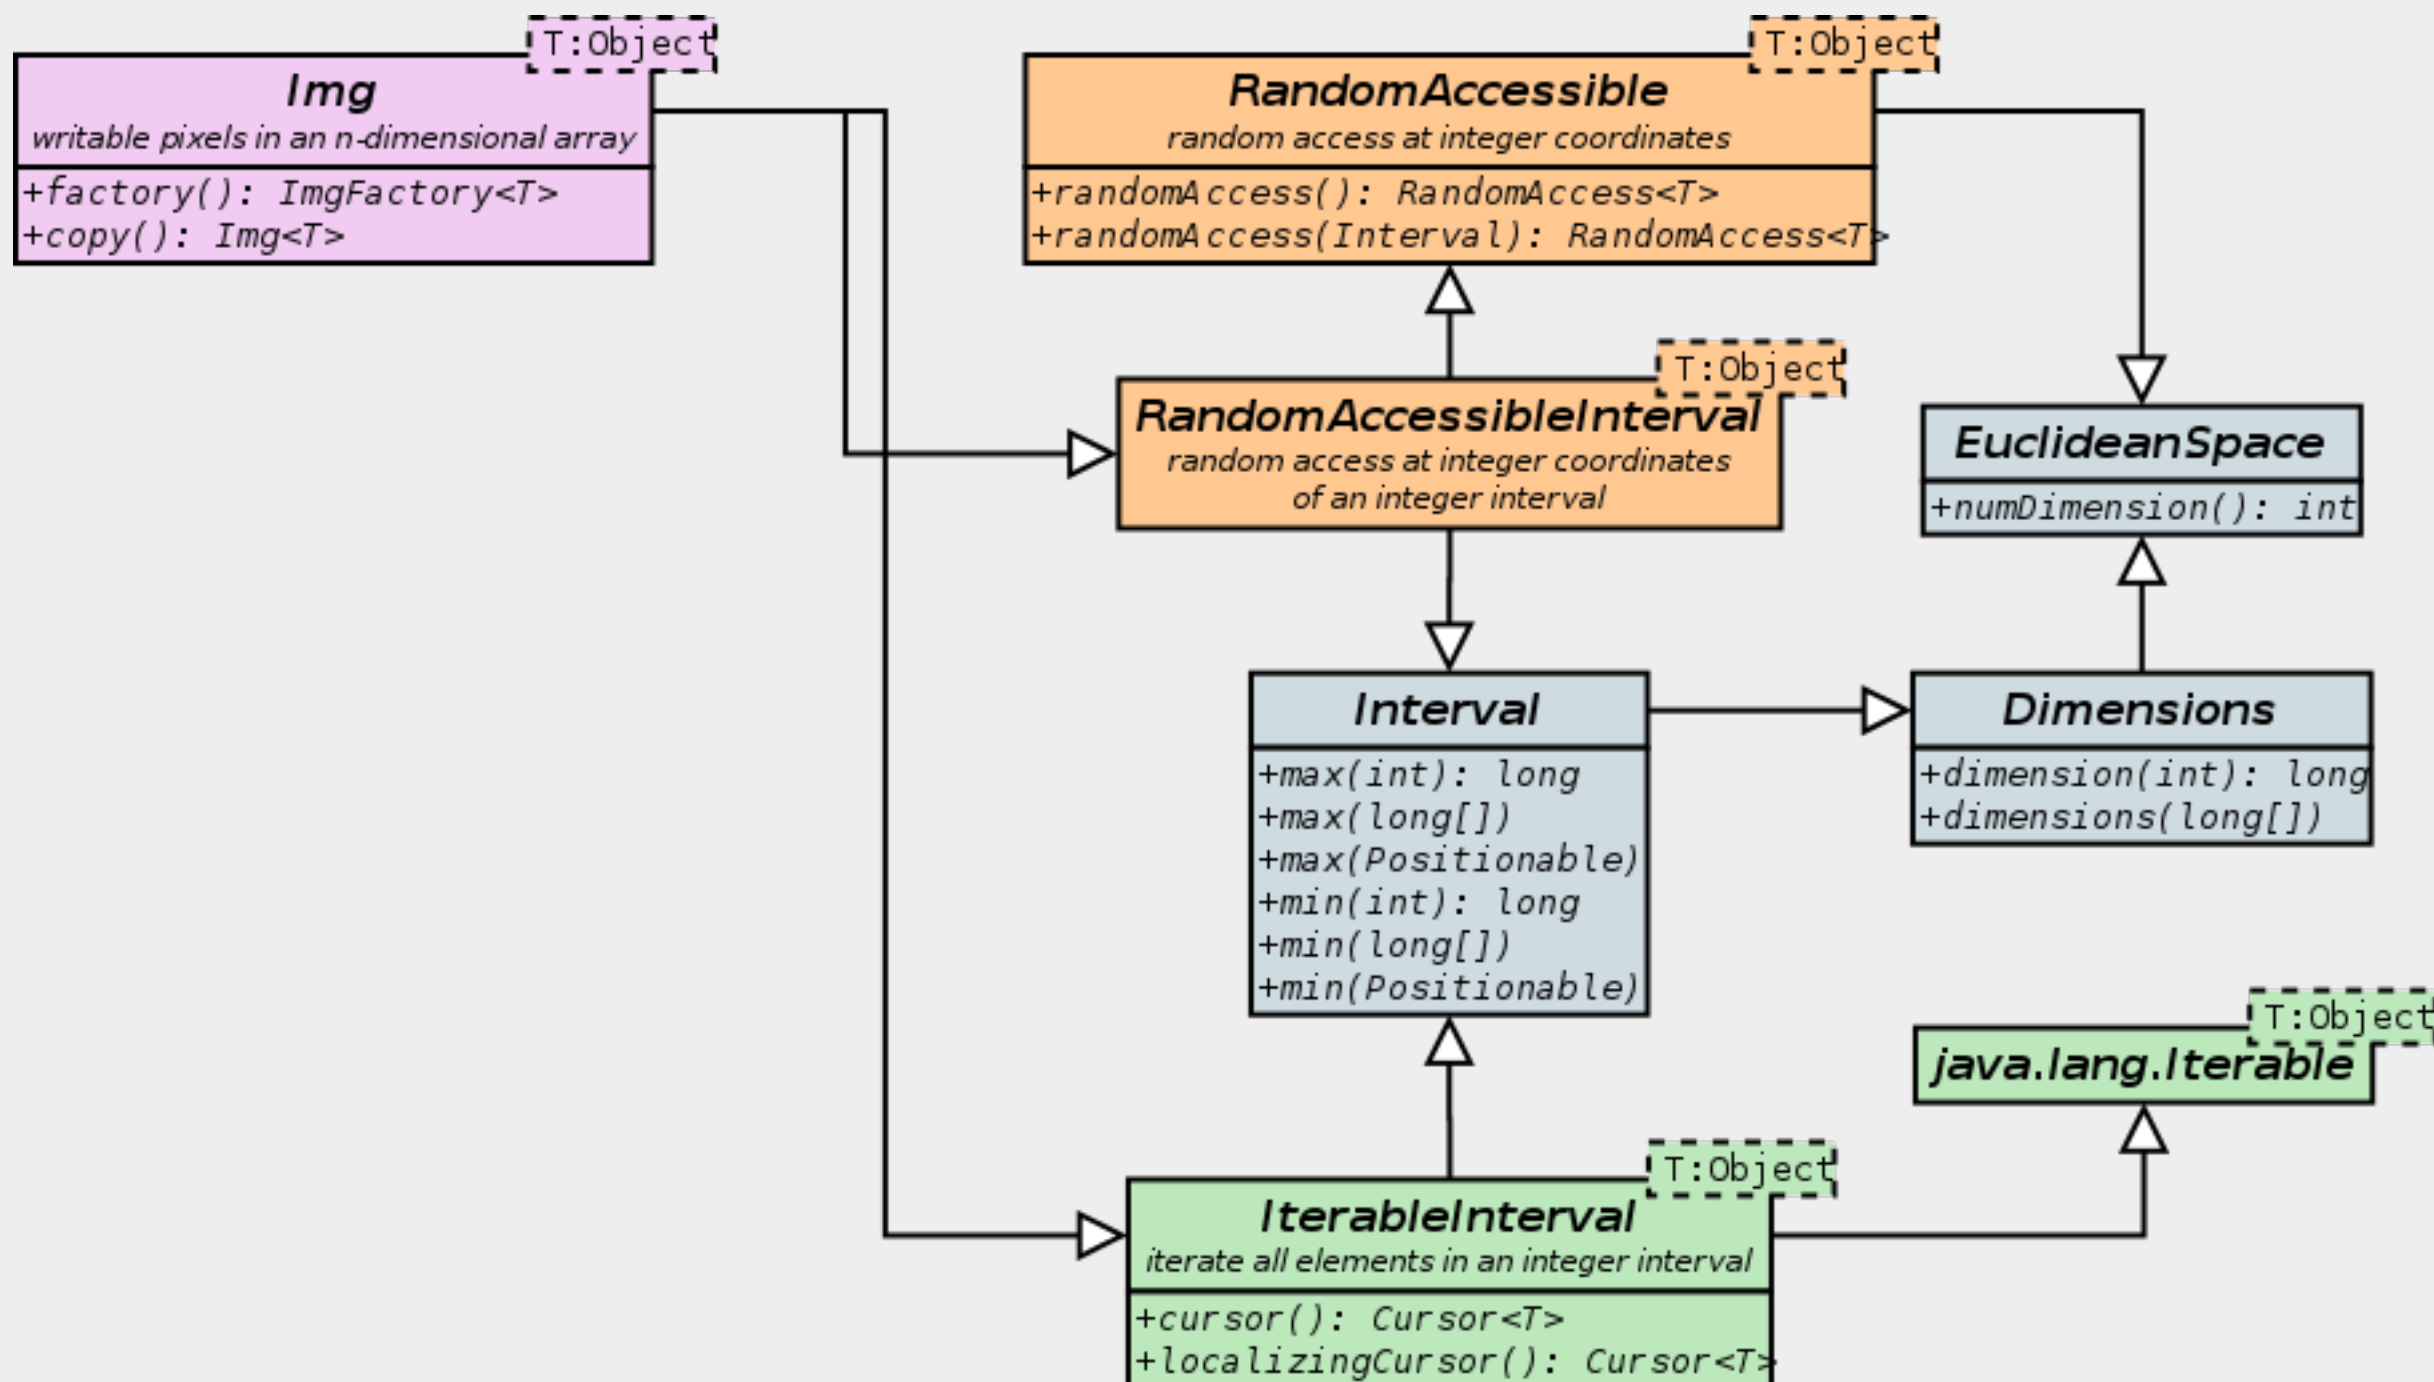 T:Object
Img
writable pixels in an n-dimensional array
+factory(): ImgFactory<T>
+copy(): Img<T>
T:Object
RandomAccessible
random access at integer coordinates
+randomAccess(): RandomAccess<T>
+randomAccess(Interval): RandomAccess<T>
T:Object
RandomAccessibleInterval
random access at integer coordinates
of an integer interval
EuclideanSpace
+numDimension(): int
Interval
+max(int): long
+max(long[])
+max(Positionable)
+min(int): long
+min(long[])
+min(Positionable)
Dimensions
+dimension(int): long
+dimensions(long[])
T:Object
java.lang.Iterable
T:Object
IterableInterval
iterate all elements in an integer interval
+cursor(): Cursor<T>
+localizingCursor(): Cursor<T>